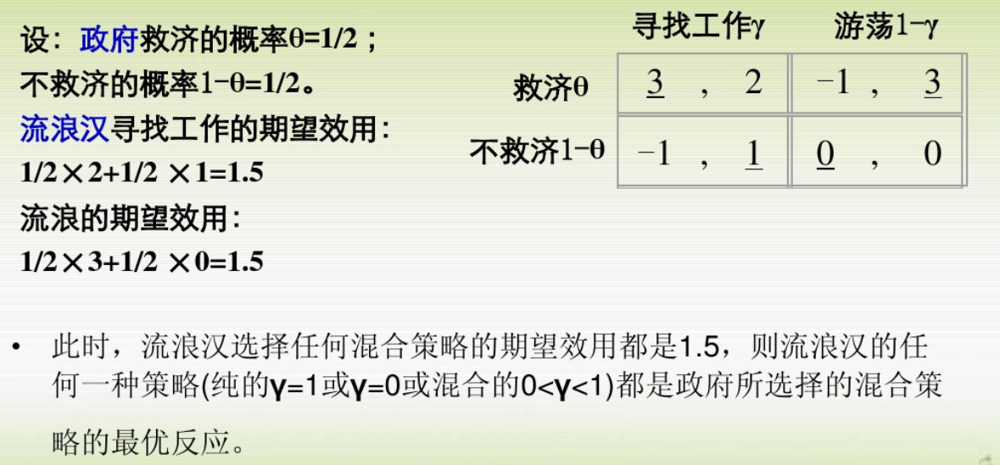 设：政府救济的概率θ=1/2；
不救济的概率1-θ=1/2。
流浪汉寻找工作的期望效用：
1/2×2+1/2 ×1=1.5
流浪的期望效用：
1/2×3+1/2 ×0=1.5
寻找工作γ 游荡1-γ
救济θ 3 , 2 -1 , 3
不救济1-θ -1 , 1 0 , 0
• 此时，流浪汉选择任何混合策略的期望效用都是1.5，则流浪汉的任
何一种策略(纯的γ=1或γ=0或混合的0<γ<1)都是政府所选择的混合策
略的最优反应。